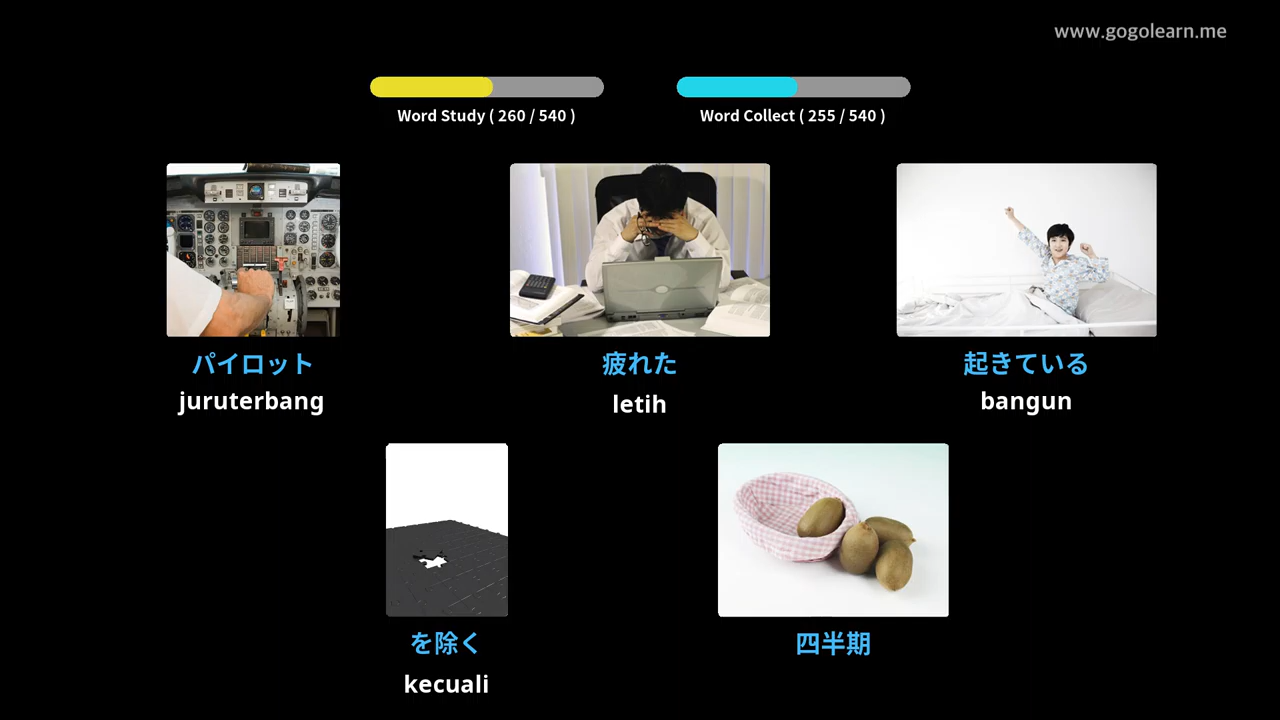 www.gogolearn.me
Word Study ( 260 / 540 )
Word Collect ( 255 / 540 )
パイロット
juruterbang
疲れた
letih
起きている
bangun
を除く
kecuali
四半期